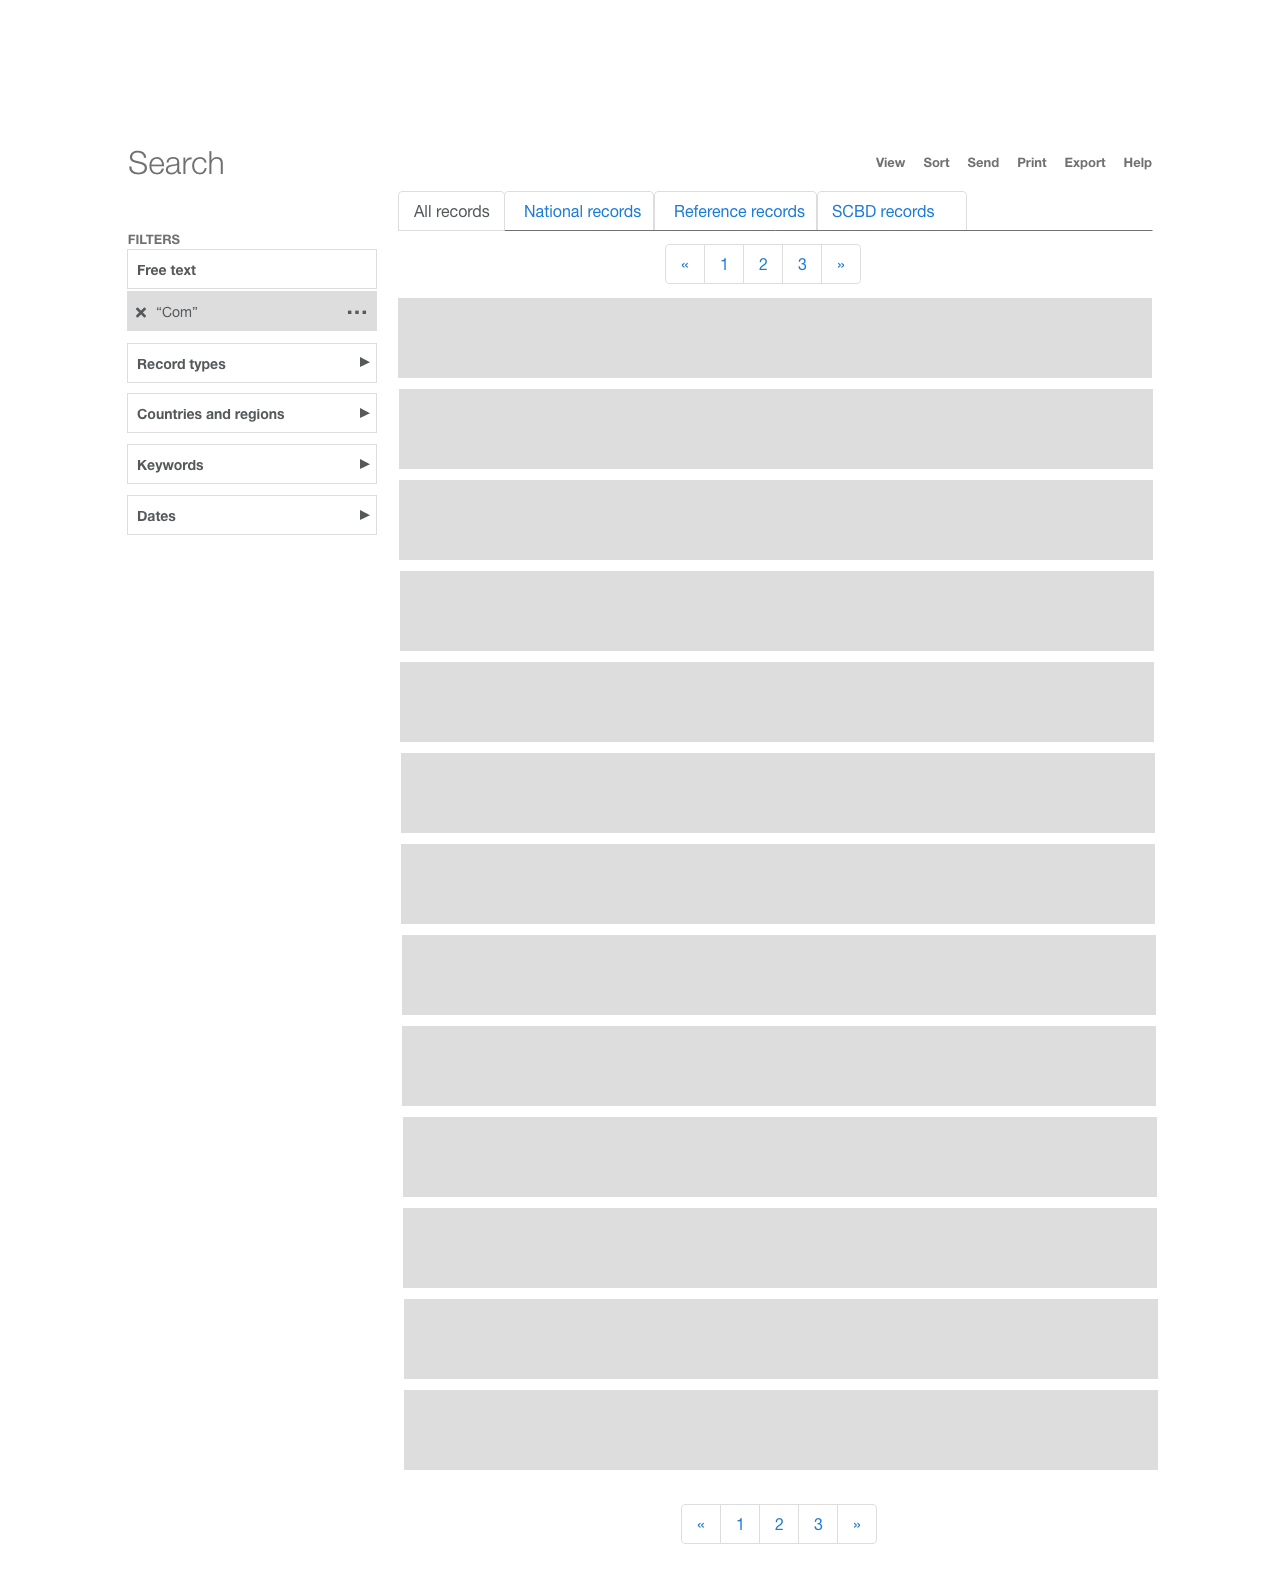 Search
View Sort Send Print Export Help
All records National records Reference records SCBD records
FILTERS
Free text
« 1 2 3 »
“Com” ...
Record types
Countries and regions
Keywords
Dates
« 1 2 3 »